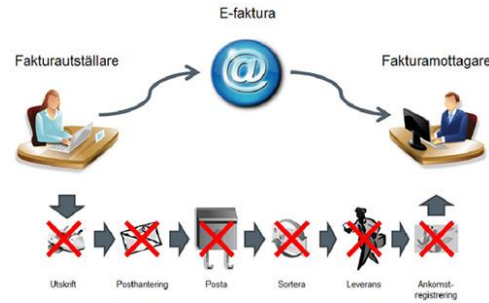 E-faktura
Fakturautställare
Fakturamottagare
@
Utskrift
Posthantering
Posta
Sortera
Leverans
Ankomst-
registrering